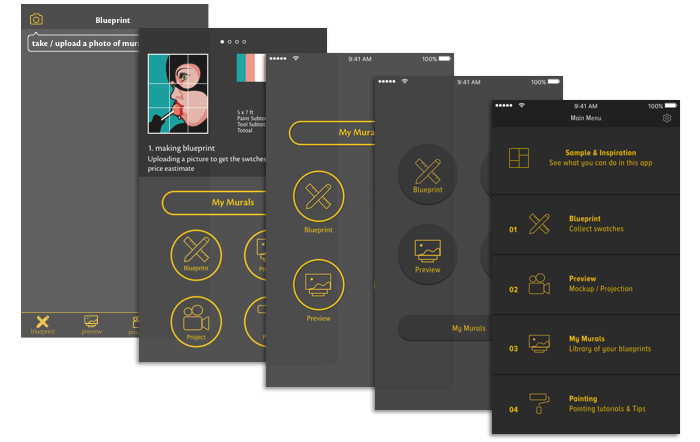 Blueprint
take / upload a photo of mura
blueprint
preview
pro
5 x 7 ft
Paint Subto
Tool Subtot
Totoal
1. making blueprint
Uploading a picture to get the swtches
price eastimate
My Murals
Blueprint
Pr
Project
P
9:41 AM
100%
My Mura
Blueprint
Preview
9:41 AM
100%
Blueprint
Preview
My Murals
9:41 AM
100%
Main Menu
Sample & Inspiration
See what you can do in this app
01
Blueprint
Collect swatches
02
Preview
Mockup / Projection
03
My Murals
Library of your blueprints
04
Painting
Painting tutorials & Tips